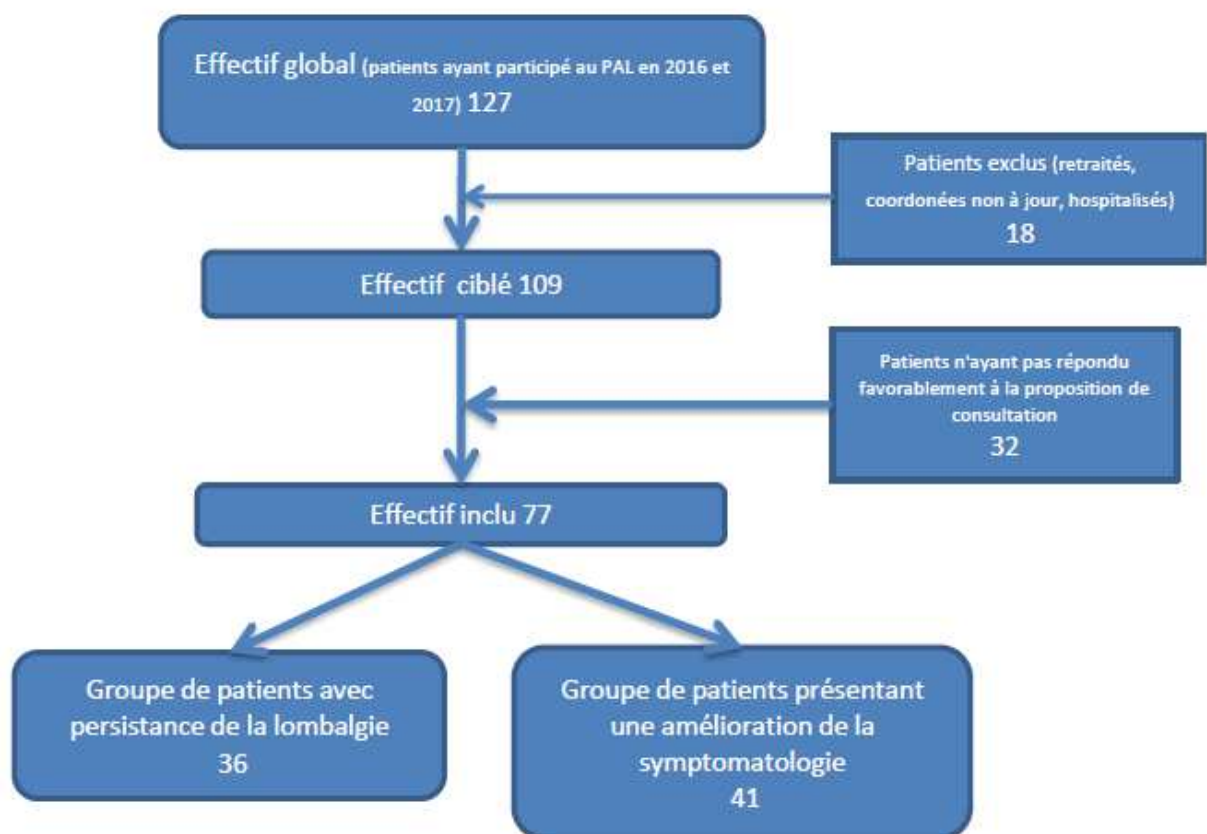 Effectif global (patients ayant participé au PAL en 2016 et
2017) 127
Patients exclus (retraités,
coordonées non à jour, hospitalisés)
18
Effectif ciblé 109
Patients n'ayant pas répondu
favorablement à la proposition de
consultation
32
Effectif inclu 77
Groupe de patients avec
persistance de la lombalgie
36
Groupe de patients présentant
une amélioration de la
symptomatologie
41